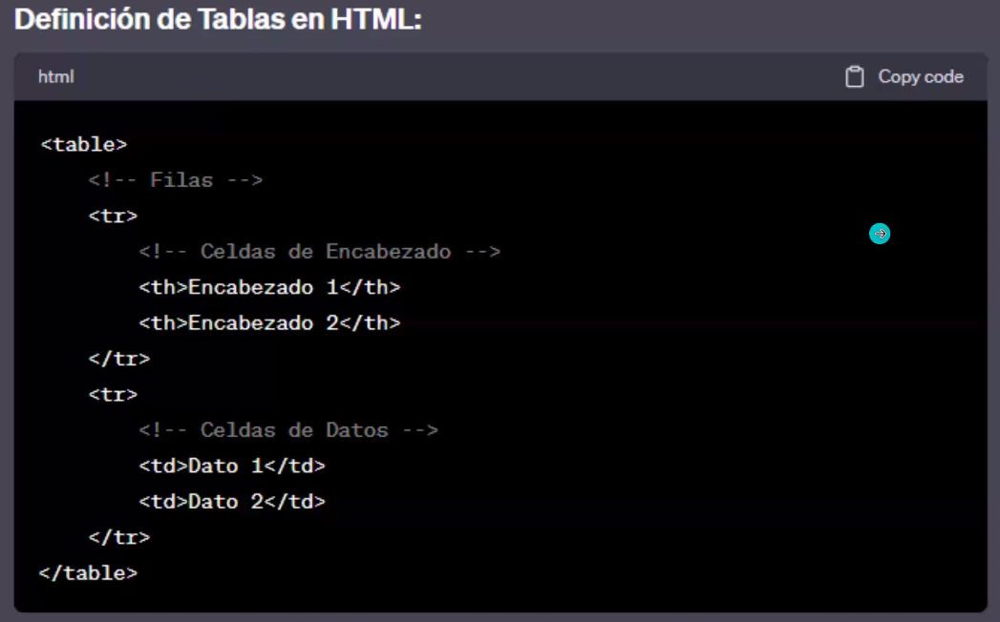 Definición de Tablas en HTML:
html
Copy code
<table>
<!-- Filas -->
<tr>
<!-- Celdas de Encabezado -->
<th>Encabezado 1</th>
<th>Encabezado 2</th>
</tr>
<tr>
<!-- Celdas de Datos -->
<td>Dato 1</td>
<td>Dato 2</td>
</tr>
</table>